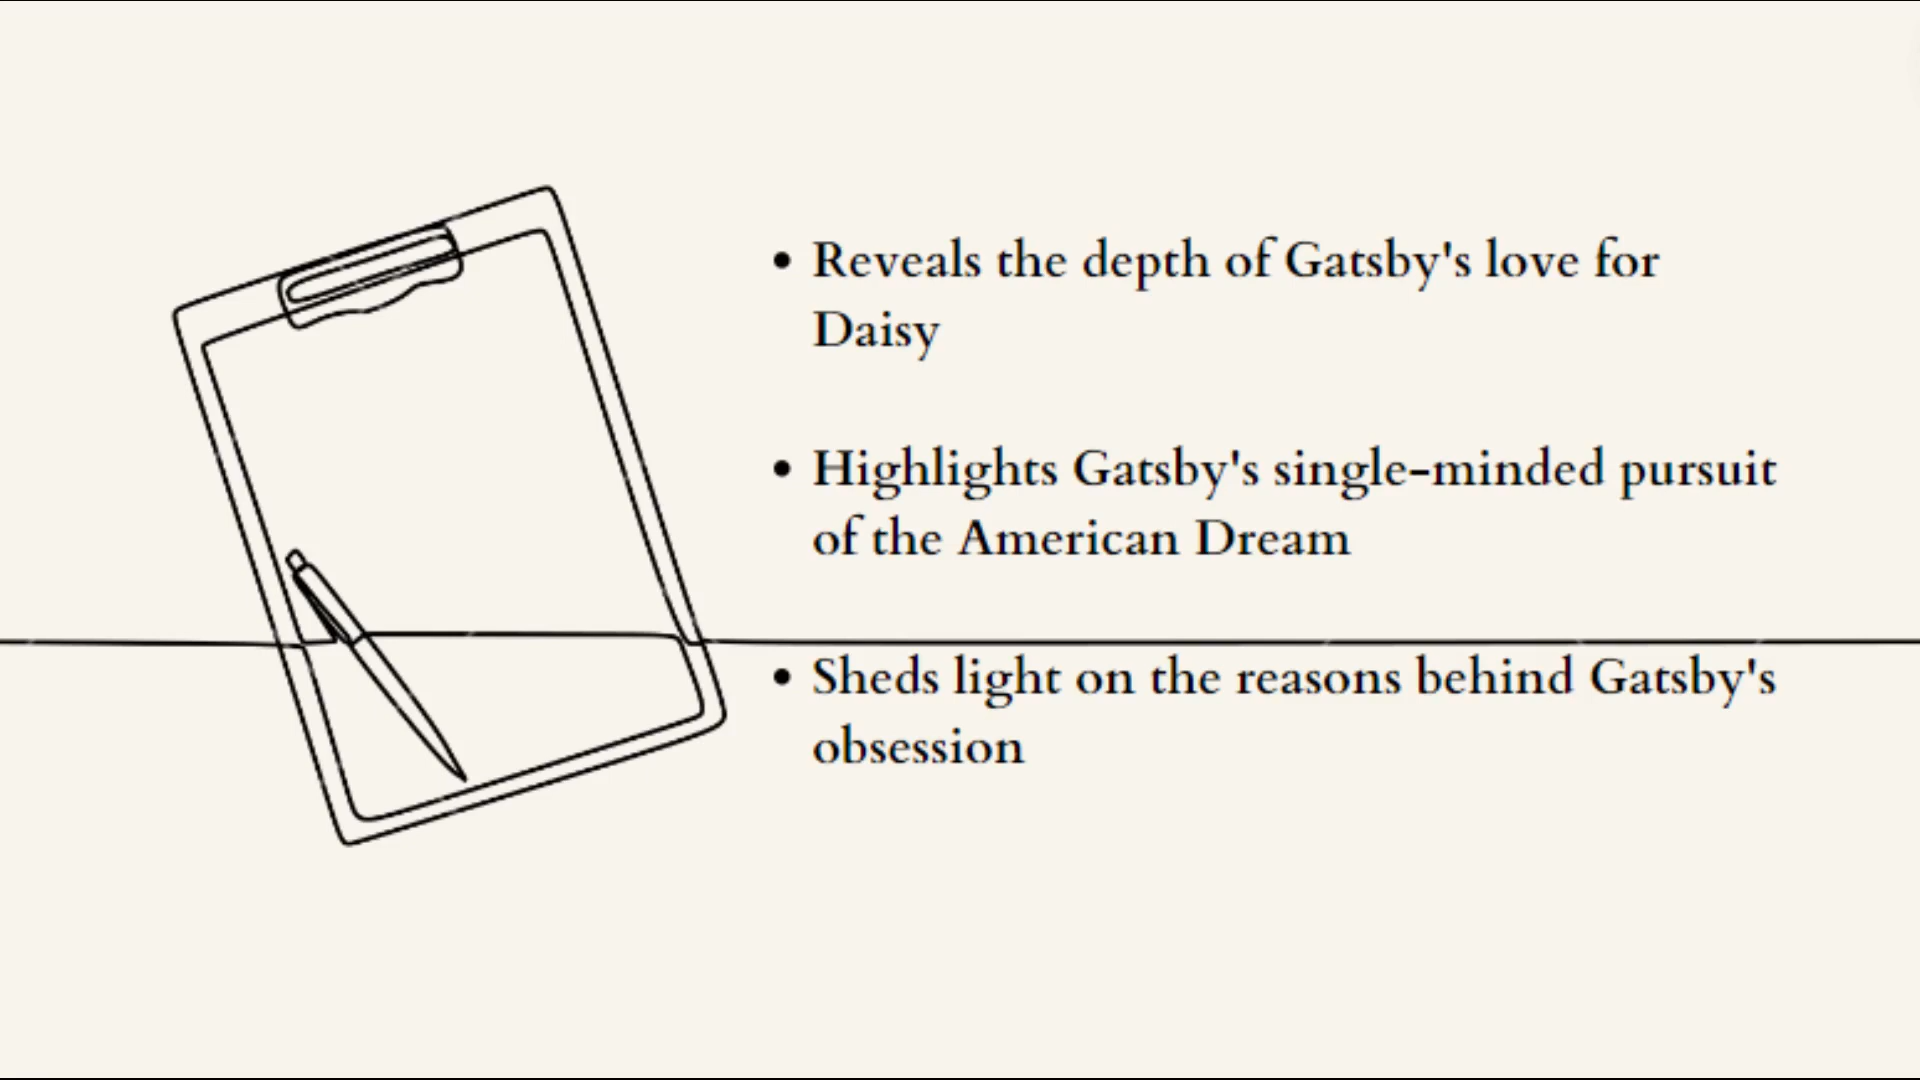 • Reveals the depth of Gatsby's love for
Daisy
• Highlights Gatsby's single-minded pursuit
of the American Dream
• Sheds light on the reasons behind Gatsby's
obsession